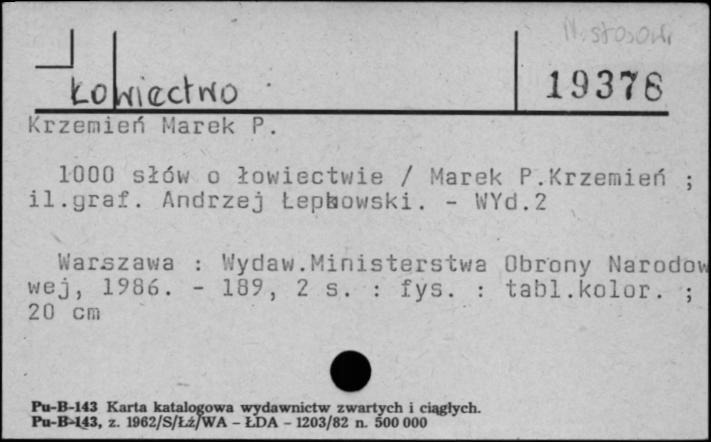 Łowiectwo
19378
Krzemień Marek P.
1000 słów o łowiectwie / Marek P.Krzemień ;
il.graf. Andrzej Łepkowski. - WYd.2
Warszawa : Wydaw.Ministerstwa Obrony Narodow
wej, 1986. - 189, 2 s. : fys. : tabl.kolor. ;
20 cm
Pu-B-143 Karta katalogowa wydawnictw zwartych i ciągłych.
Pu-B-143, z. 1962/S/Łż/WA - ŁDA - 1203/82 n. 500 000